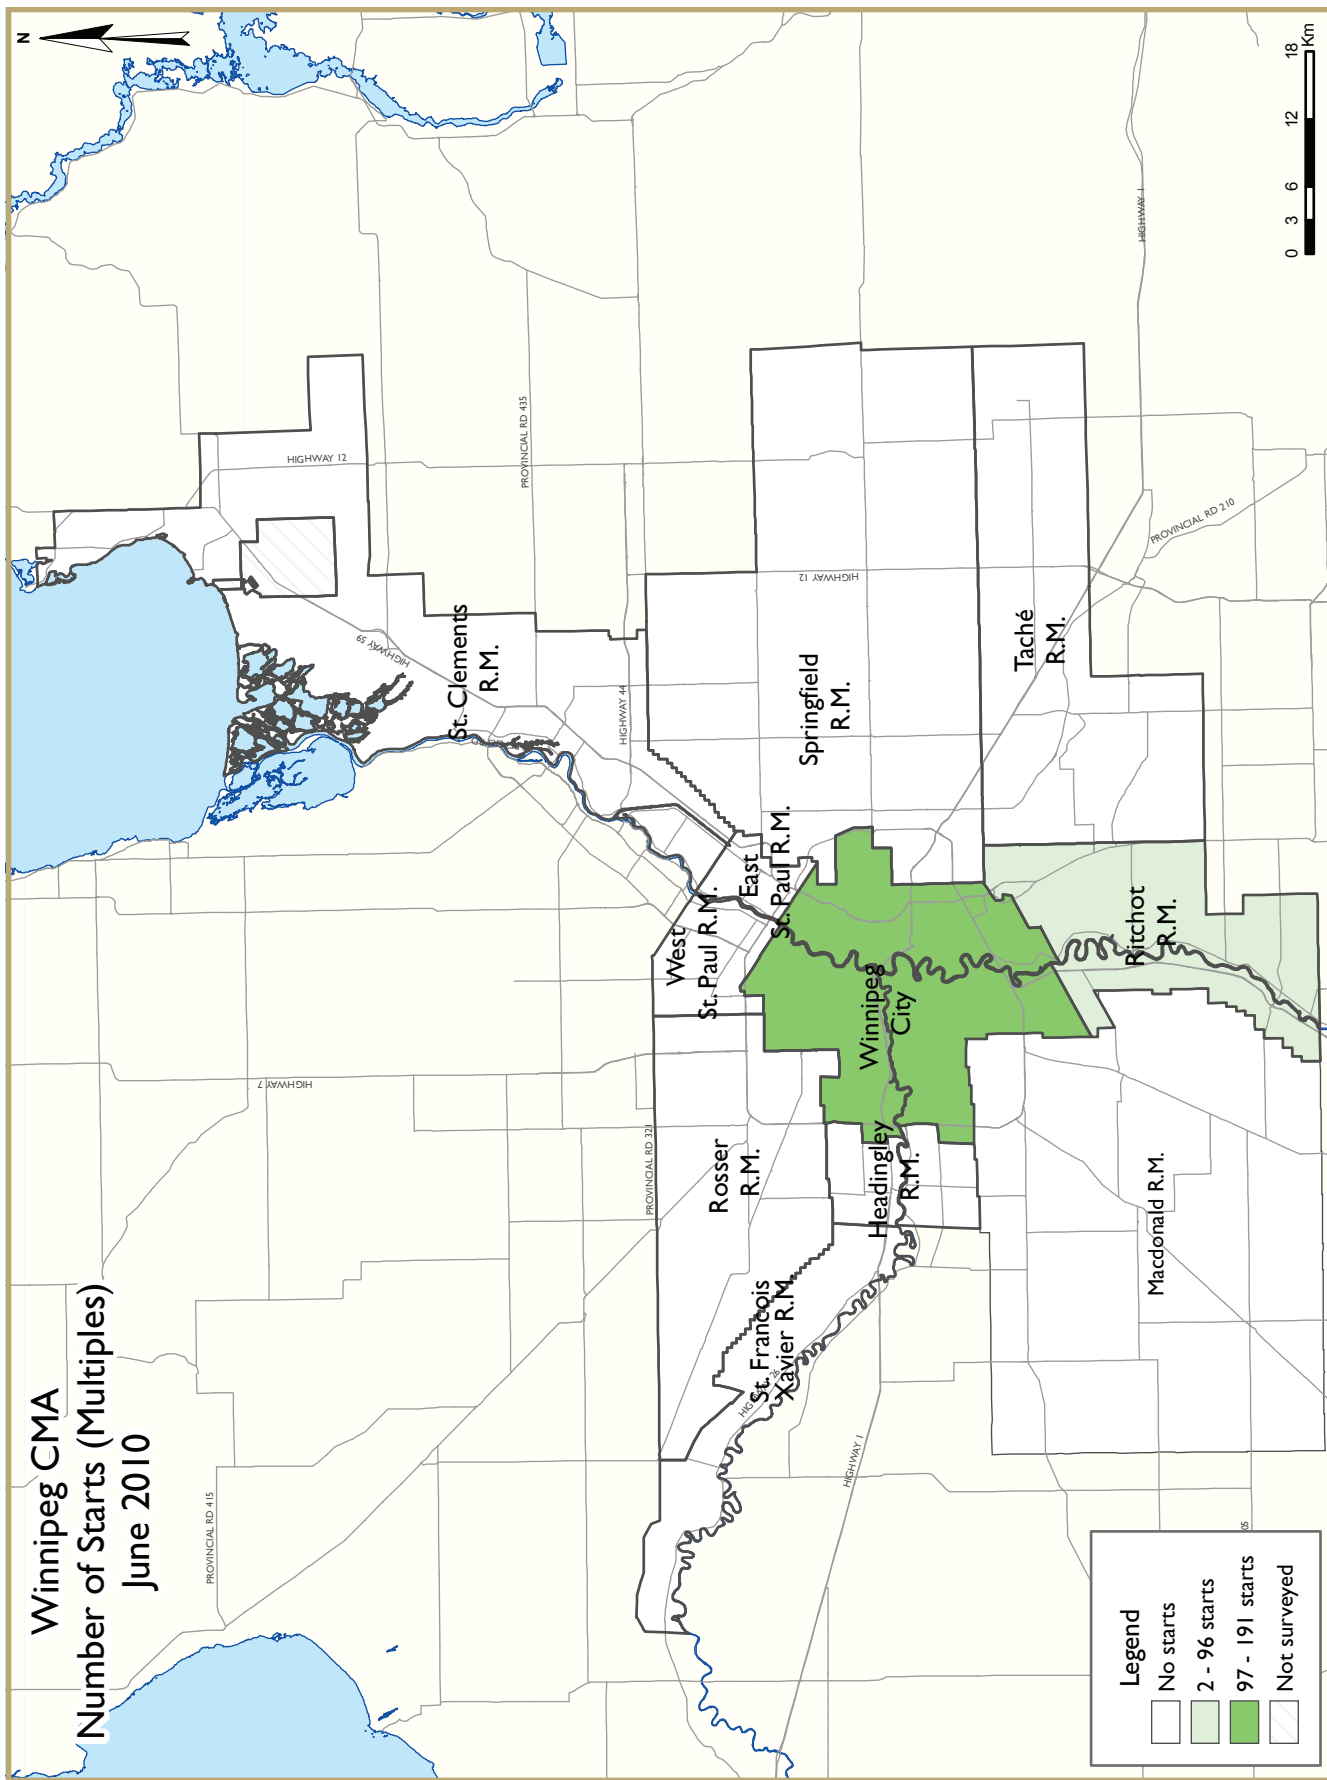 Winnipeg CMA
Number of Starts (Multiples)
June 2010
N
HIGHWAY 12
PROVINCIAL RD 435
HIGHWAY 59
St. Clements
R.M.
HIGHWAY 44
HIGHWAY 7
PROVINCIAL RD 415
PROVINCIAL RD 321
West
St. Paul R.M.
East
St. Paul R.M.
Springfield
R.M.
HIGHWAY 12
Rosser
R.M.
St. Francois
Xavier R.M.
26
Winnipeg
City
Headingley
R.M.
HIGHWAY 1
Taché
R.M.
HIGHWAY 1
PROVINCIAL RD 210
Ritchot
R.M.
Macdonald R.M.
05
Legend
No starts
2 - 96 starts
97 - 191 starts
Not surveyed
0 3 6 12 18
Km